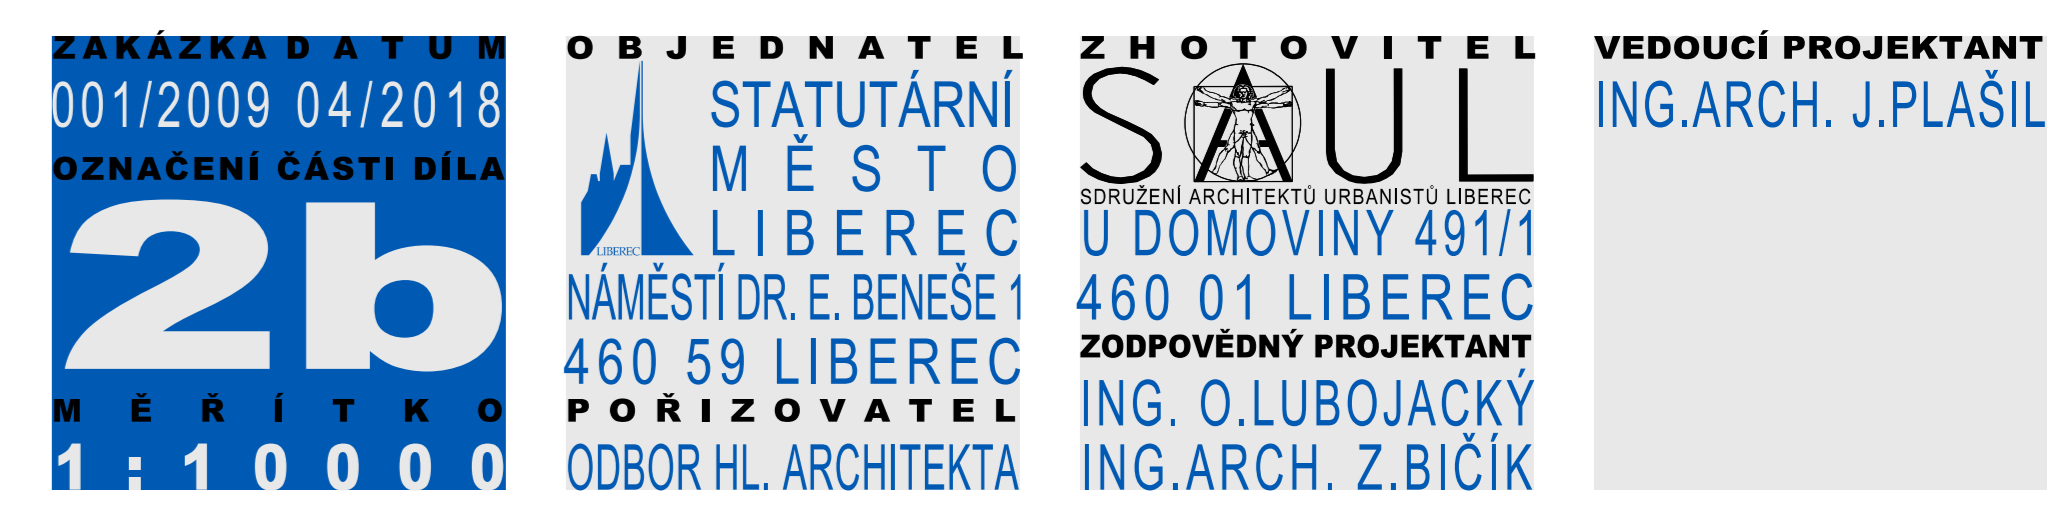 ZAKÁZKA DATUM
001/2009 04/2018
OZNAČENÍ ČÁSTI DÍLA
2b
MĚŘÍTKO
1:10000
OBJEDNATEL
STATUTÁRNÍ
MĚSTO
LIBEREC
LIBEREC
NÁMĚSTÍ DR. E. BENEŠE 1
460 59 LIBEREC
POŘIZOVATEL
ODBOR HL. ARCHITEKTA
ZHOTOVITEL
SAUL
SDRUŽENÍ ARCHITEKTŮ URBANISTŮ LIBEREC
U DOMOVINY 491/1
460 01 LIBEREC
ZODPOVĚDNÝ PROJEKTANT
ING. O.LUBOJACKÝ
ING.ARCH. Z.BIČÍK
VEDOUCÍ PROJEKTANT
ING.ARCH. J.PLAŠIL